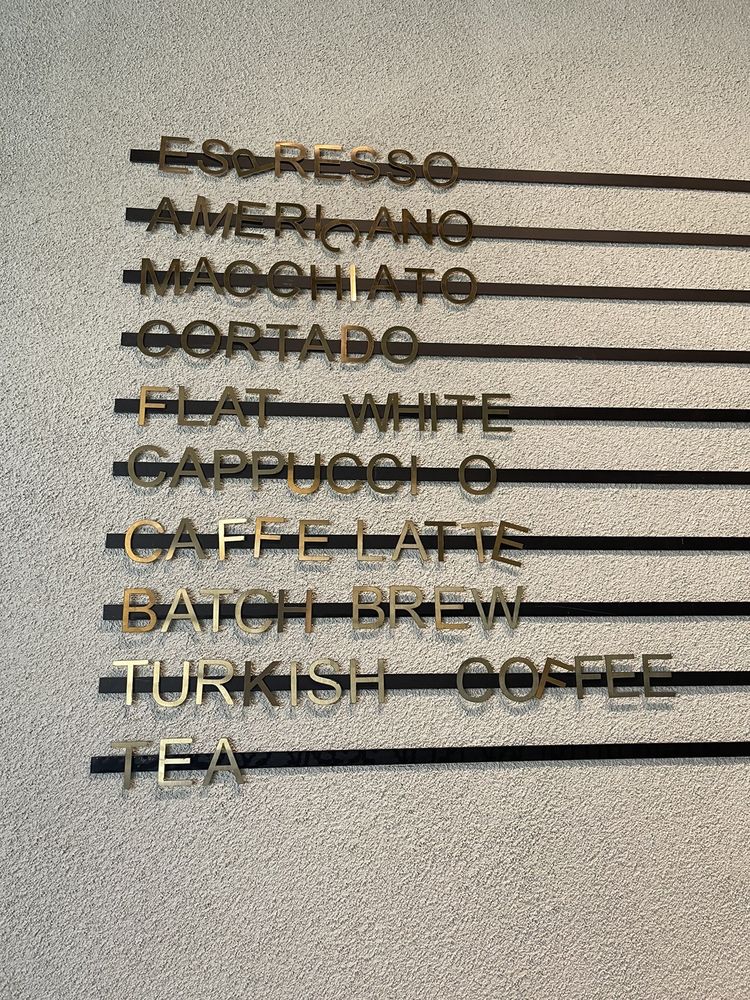 ESPRESSO
AMERICANO
MACCHIATO
CORTADO
FLAT WHITE
CAPPUCCI O
CAFFE LATTE
BATCH BREW
TURKISH COFFEE
TEA